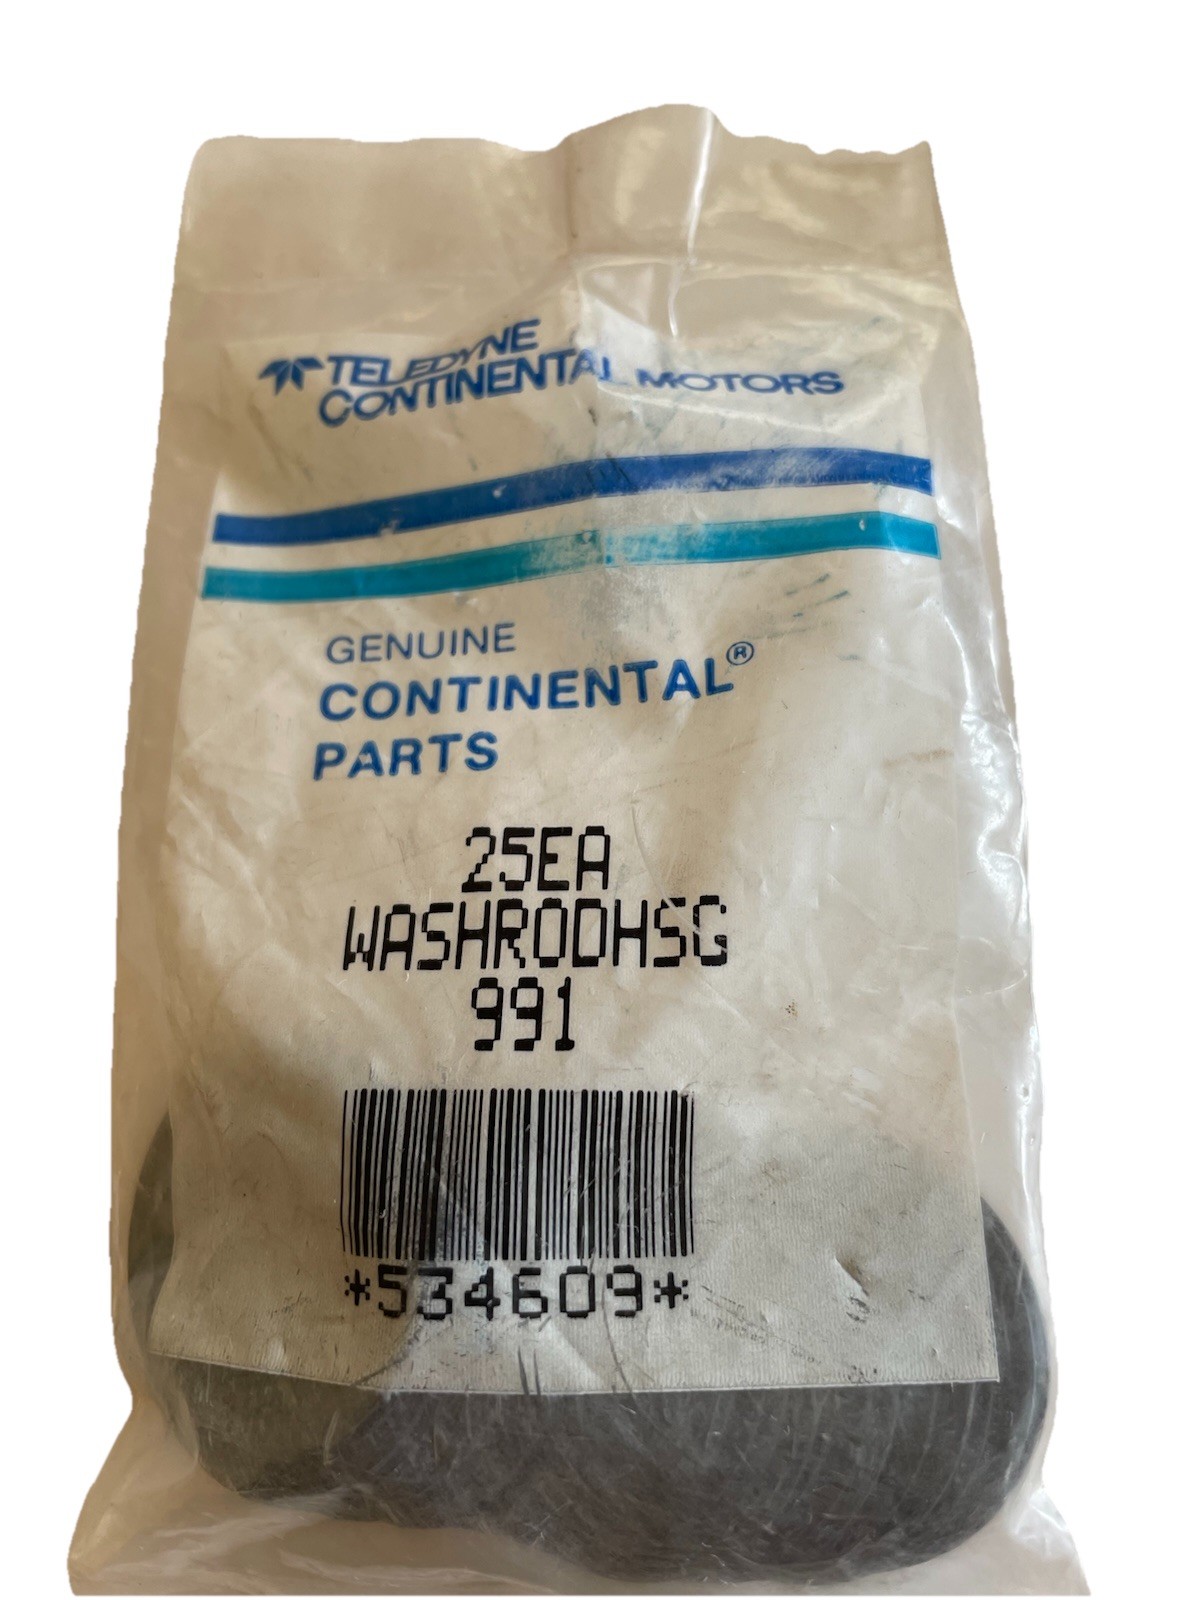 TELEDYNE
CONTINENTAL MOTORS
GENUINE
CONTINENTAL®
PARTS
25EA
WASHRODHSG
991
*534609*